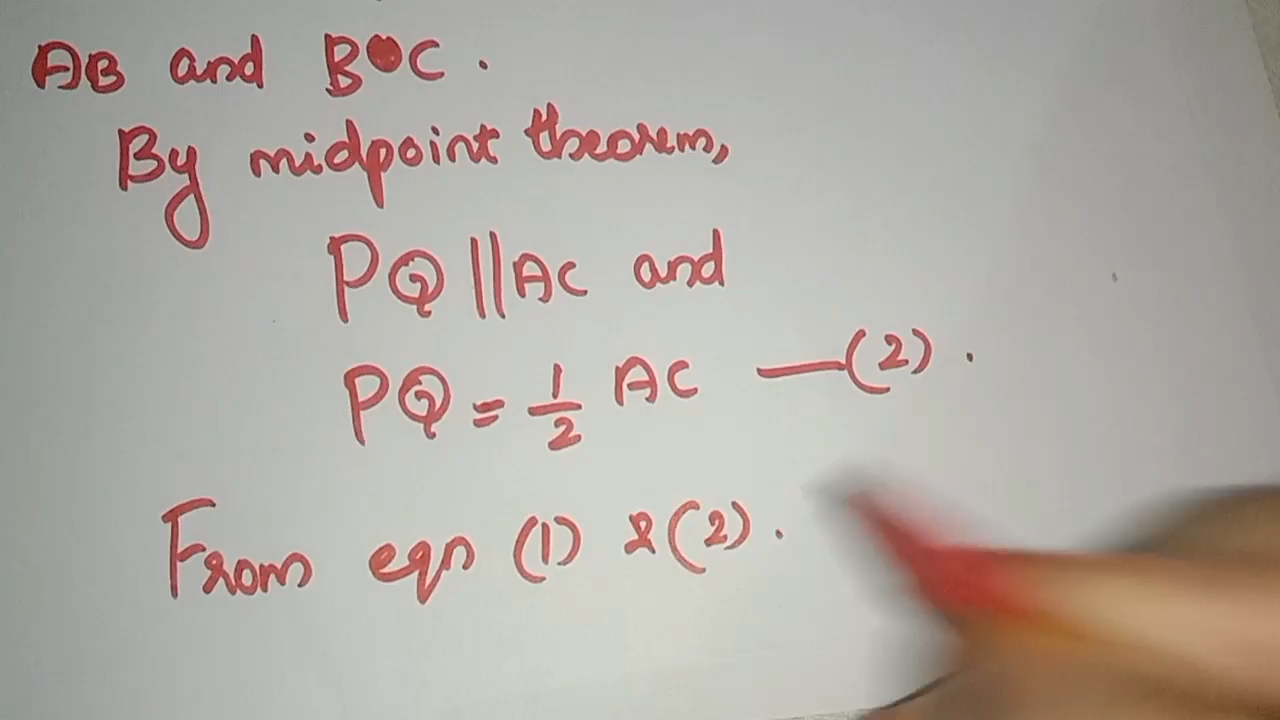 AB and BC.
By midpoint theorem,
PQ || AC and
PQ = 1/2 AC —(2).
From eqn (1) & (2).